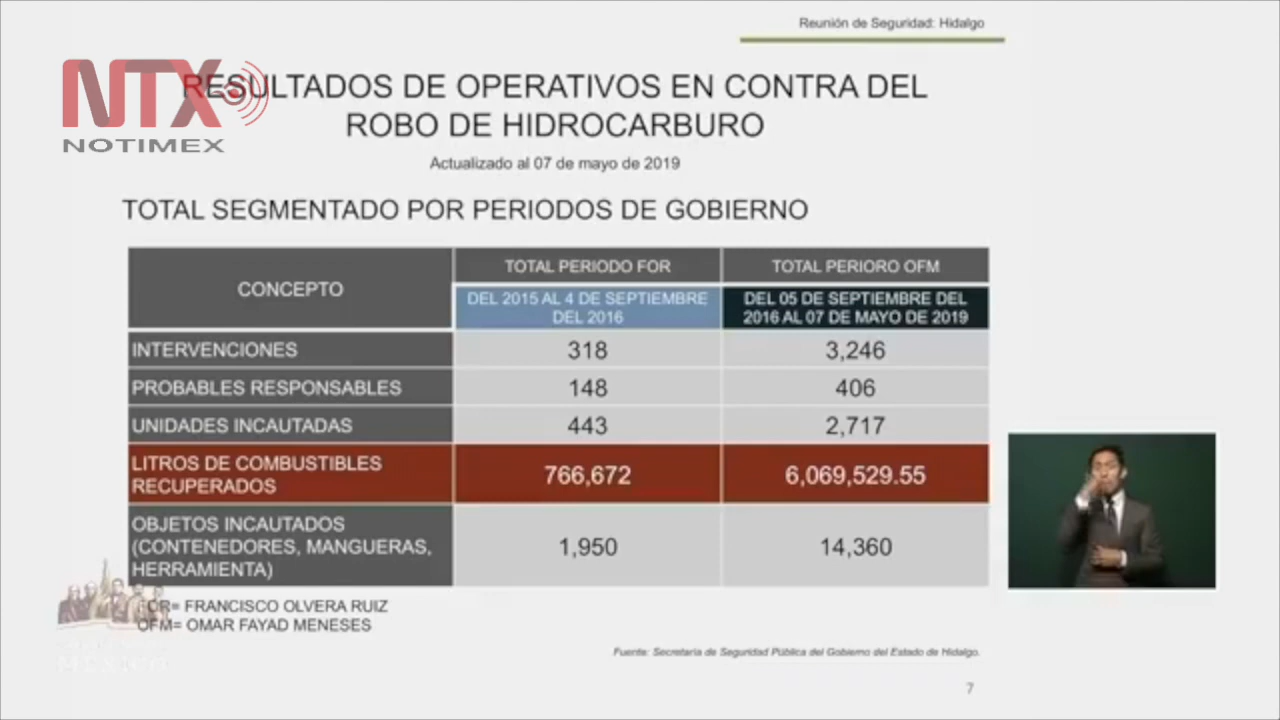 Reunión de Seguridad: Hidalgo
NTX
NOTIMEX
RESULTADOS DE OPERATIVOS EN CONTRA DEL
ROBO DE HIDROCARBURO
Actualizado al 07 de mayo de 2019
TOTAL SEGMENTADO POR PERIODOS DE GOBIERNO
CONCEPTO
TOTAL PERIODO FOR
TOTAL PERIORO OFM
DEL 2015 AL 4 DE SEPTIEMBRE
DEL 2016
DEL 05 DE SEPTIEMBRE DEL
2016 AL 07 DE MAYO DE 2019
INTERVENCIONES 318 3,246
PROBABLES RESPONSABLES 148 406
UNIDADES INCAUTADAS 443 2,717
LITROS DE COMBUSTIBLES
RECUPERADOS
766,672 6,069,529.55
OBJETOS INCAUTADOS
(CONTENEDORES, MANGUERAS,
HERRAMIENTA)
1,950 14,360
FOR= FRANCISCO OLVERA RUIZ
OFM= OMAR FAYAD MENESES
MÉXICO
Fuente: Secretaría de Seguridad Pública del Gobierno del Estado de Hidalgo.
7